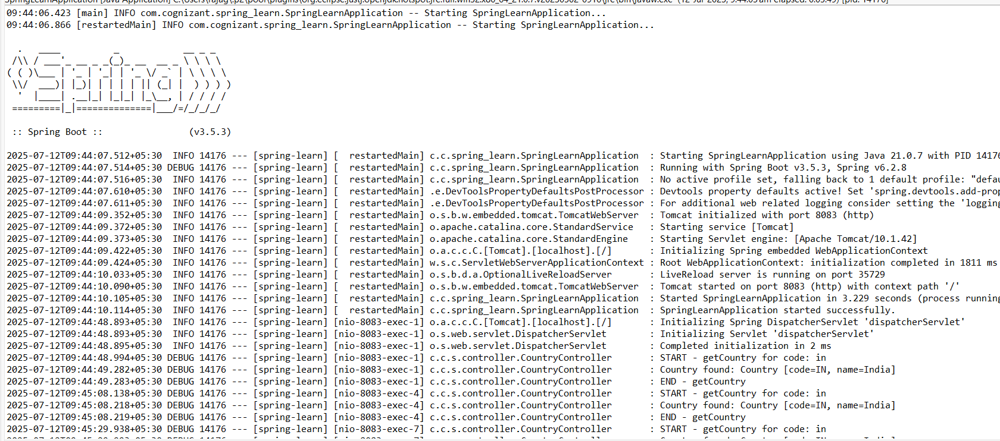 09:44:06.423 [main] INFO com.cognizant.spring_learn.SpringLearnApplication -- Starting SpringLearnApplication...
09:44:06.866 [restartedMain] INFO com.cognizant.spring_learn.SpringLearnApplication -- Starting SpringLearnApplication...
  .   ____          _            __ _ _
 /\\ / ___'_ __ _ _(_)_ __  __ _ \ \ \ \
( ( )\___ | '_ | '_| | '_ \/ _` | \ \ \ \
 \\/  ___)| |_)| | | | | || (_| |  ) ) ) )
  '  |____| .__|_| |_|_| |_\__, | / / / /
 =========|_|==============|___/=/_/_/_/
 :: Spring Boot ::                (v3.5.3)
2025-07-12T09:44:07.512+05:30  INFO 14176 --- [spring-learn] [  restartedMain] c.c.spring_learn.SpringLearnApplication  : Starting SpringLearnApplication using Java 21.0.7 with PID 14176
2025-07-12T09:44:07.514+05:30 DEBUG 14176 --- [spring-learn] [  restartedMain] c.c.spring_learn.SpringLearnApplication  : Running with Spring Boot v3.5.3, Spring v6.2.8
2025-07-12T09:44:07.516+05:30  INFO 14176 --- [spring-learn] [  restartedMain] c.c.spring_learn.SpringLearnApplication  : No active profile set, falling back to 1 default profile: "defau
2025-07-12T09:44:07.610+05:30  INFO 14176 --- [spring-learn] [  restartedMain] .e.DevToolsPropertyDefaultsPostProcessor : Devtools property defaults active! Set 'spring.devtools.add-prop
2025-07-12T09:44:07.611+05:30  INFO 14176 --- [spring-learn] [  restartedMain] .e.DevToolsPropertyDefaultsPostProcessor : For additional web related logging consider setting the 'logging
2025-07-12T09:44:09.352+05:30  INFO 14176 --- [spring-learn] [  restartedMain] o.s.b.w.embedded.tomcat.TomcatWebServer  : Tomcat initialized with port 8083 (http)
2025-07-12T09:44:09.372+05:30  INFO 14176 --- [spring-learn] [  restartedMain] o.apache.catalina.core.StandardService   : Starting service [Tomcat]
2025-07-12T09:44:09.373+05:30  INFO 14176 --- [spring-learn] [  restartedMain] o.apache.catalina.core.StandardEngine    : Starting Servlet engine: [Apache Tomcat/10.1.42]
2025-07-12T09:44:09.422+05:30  INFO 14176 --- [spring-learn] [  restartedMain] o.a.c.c.C.[Tomcat].[localhost].[/]       : Initializing Spring embedded WebApplicationContext
2025-07-12T09:44:09.424+05:30  INFO 14176 --- [spring-learn] [  restartedMain] w.s.c.ServletWebServerApplicationContext : Root WebApplicationContext: initialization completed in 1811 ms
2025-07-12T09:44:10.033+05:30  INFO 14176 --- [spring-learn] [  restartedMain] o.s.b.d.a.OptionalLiveReloadServer       : LiveReload server is running on port 35729
2025-07-12T09:44:10.090+05:30  INFO 14176 --- [spring-learn] [  restartedMain] o.s.b.w.embedded.tomcat.TomcatWebServer  : Tomcat started on port 8083 (http) with context path '/'
2025-07-12T09:44:10.105+05:30  INFO 14176 --- [spring-learn] [  restartedMain] c.c.spring_learn.SpringLearnApplication  : Started SpringLearnApplication in 3.229 seconds (process running
2025-07-12T09:44:10.114+05:30  INFO 14176 --- [spring-learn] [  restartedMain] c.c.spring_learn.SpringLearnApplication  : SpringLearnApplication started successfully.
2025-07-12T09:44:48.893+05:30  INFO 14176 --- [spring-learn] [nio-8083-exec-1] o.a.c.c.C.[Tomcat].[localhost].[/]       : Initializing Spring DispatcherServlet 'dispatcherServlet'
2025-07-12T09:44:48.893+05:30  INFO 14176 --- [spring-learn] [nio-8083-exec-1] o.s.web.servlet.DispatcherServlet        : Initializing Servlet 'dispatcherServlet'
2025-07-12T09:44:48.895+05:30  INFO 14176 --- [spring-learn] [nio-8083-exec-1] o.s.web.servlet.DispatcherServlet        : Completed initialization in 2 ms
2025-07-12T09:44:48.994+05:30 DEBUG 14176 --- [spring-learn] [nio-8083-exec-1] c.c.s.controller.CountryController       : START - getCountry for code: in
2025-07-12T09:44:49.282+05:30 DEBUG 14176 --- [spring-learn] [nio-8083-exec-1] c.c.s.controller.CountryController       : Country found: Country [code=IN, name=India]
2025-07-12T09:44:49.283+05:30 DEBUG 14176 --- [spring-learn] [nio-8083-exec-1] c.c.s.controller.CountryController       : END - getCountry
2025-07-12T09:45:08.138+05:30 DEBUG 14176 --- [spring-learn] [nio-8083-exec-4] c.c.s.controller.CountryController       : START - getCountry for code: in
2025-07-12T09:45:08.218+05:30 DEBUG 14176 --- [spring-learn] [nio-8083-exec-4] c.c.s.controller.CountryController       : Country found: Country [code=IN, name=India]
2025-07-12T09:45:08.219+05:30 DEBUG 14176 --- [spring-learn] [nio-8083-exec-4] c.c.s.controller.CountryController       : END - getCountry
2025-07-12T09:45:29.938+05:30 DEBUG 14176 --- [spring-learn] [nio-8083-exec-7] c.c.s.controller.CountryController       : START - getCountry for code: in